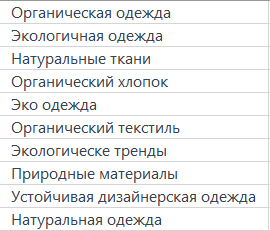 Органическая одежда
Экологичная одежда
Натуральные ткани
Органический хлопок
Эко одежда
Органический текстиль
Экологическе тренды
Природные материалы
Устойчивая дизайнерская одежда
Натуральная одежда